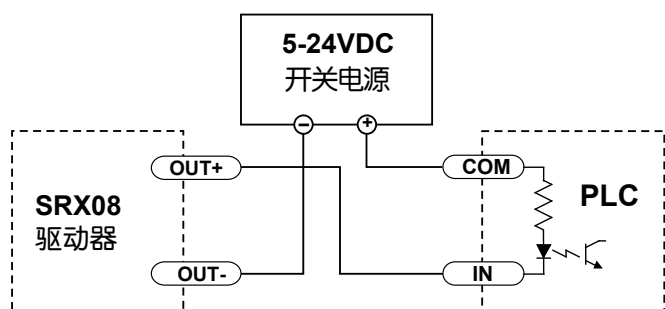 5-24VDC
开关电源
− +
OUT+
COM
SRX08
驱动器
PLC
OUT-
IN